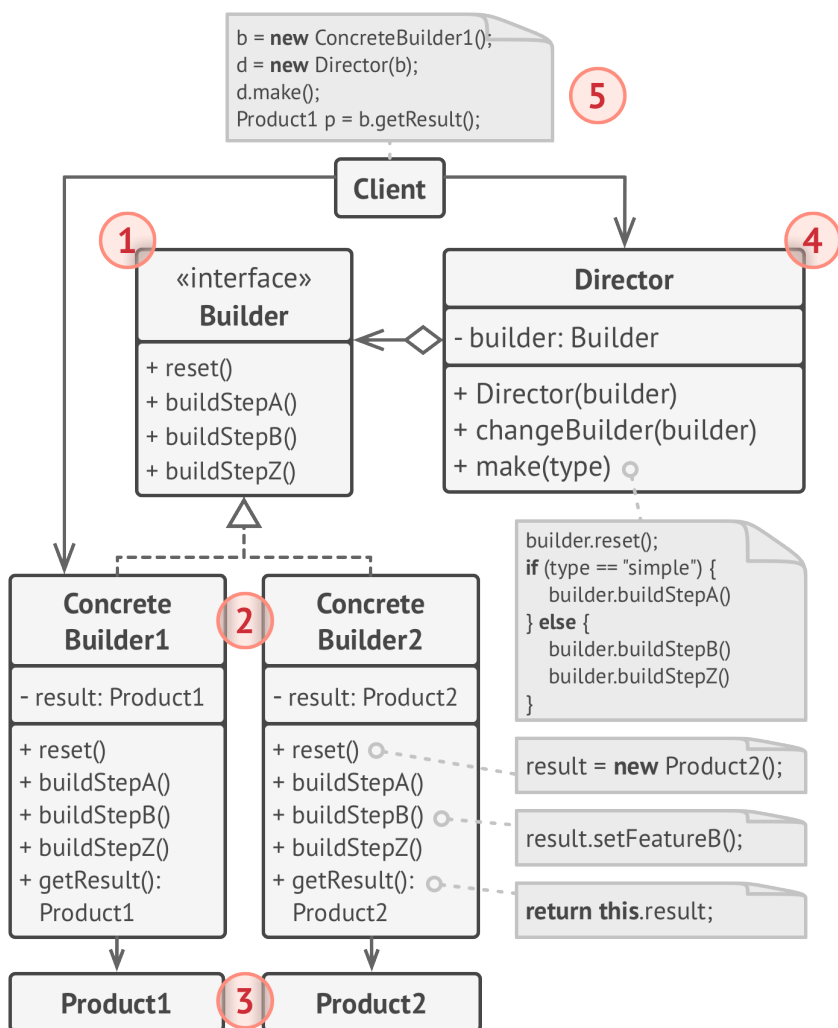 b = new ConcreteBuilder1();
d = new Director(b);
d.make();
Product1 p = b.getResult();
5
Client
1
«interface»
Builder
+ reset()
+ buildStepA()
+ buildStepB()
+ buildStepZ()
4
Director
- builder: Builder
+ Director(builder)
+ changeBuilder(builder)
+ make(type)
builder.reset();
if (type == "simple") {
builder.buildStepA()
} else {
builder.buildStepB()
builder.buildStepZ()
}
2
Concrete
Builder1
- result: Product1
+ reset()
+ buildStepA()
+ buildStepB()
+ buildStepZ()
+ getResult():
Product1
Concrete
Builder2
- result: Product2
+ reset()
+ buildStepA()
+ buildStepB()
+ buildStepZ()
+ getResult():
Product2
result = new Product2();
result.setFeatureB();
return this.result;
Product1
3
Product2